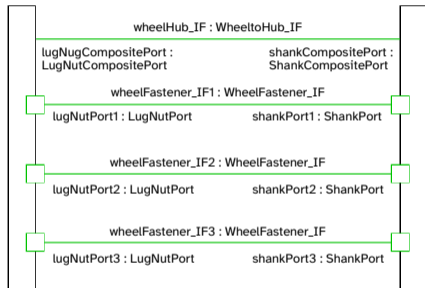 wheelHub_IF : WheeltoHub_IF
lugNugCompositePort : shankCompositePort :
LugNutCompositePort ShankCompositePort
wheelFastener_IF1 : WheelFastener_IF
lugNutPort1 : LugNutPort shankPort1 : ShankPort
wheelFastener_IF2 : WheelFastener_IF
lugNutPort2 : LugNutPort shankPort2 : ShankPort
wheelFastener_IF3 : WheelFastener_IF
lugNutPort3 : LugNutPort shankPort3 : ShankPort